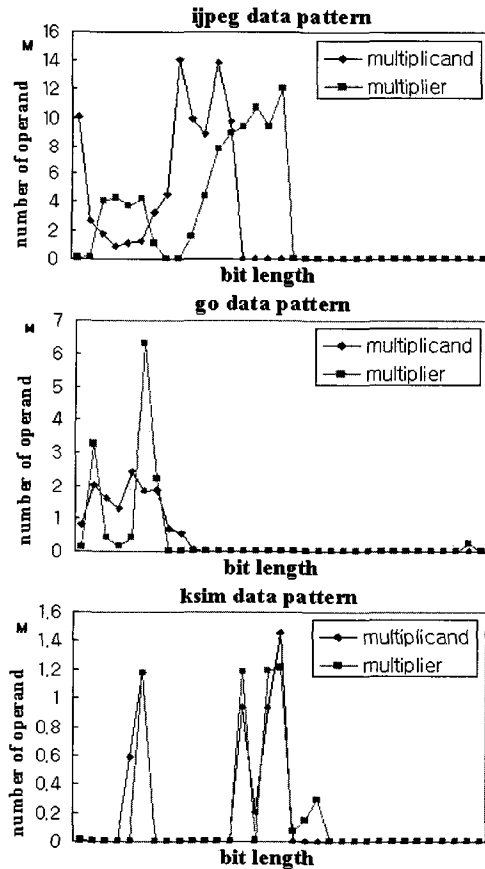 ijpeg data pattern
M
16
14
12
10
8
6
4
2
0
number of operand
multiplicand
multiplier
bit length
go data pattern
M
7
6
5
4
3
2
1
0
number of operand
multiplicand
multiplier
bit length
ksim data pattern
M
1,6
1,4
1,2
1
0,8
0,6
0,4
0,2
0
number of operand
multiplicand
multiplier
bit length